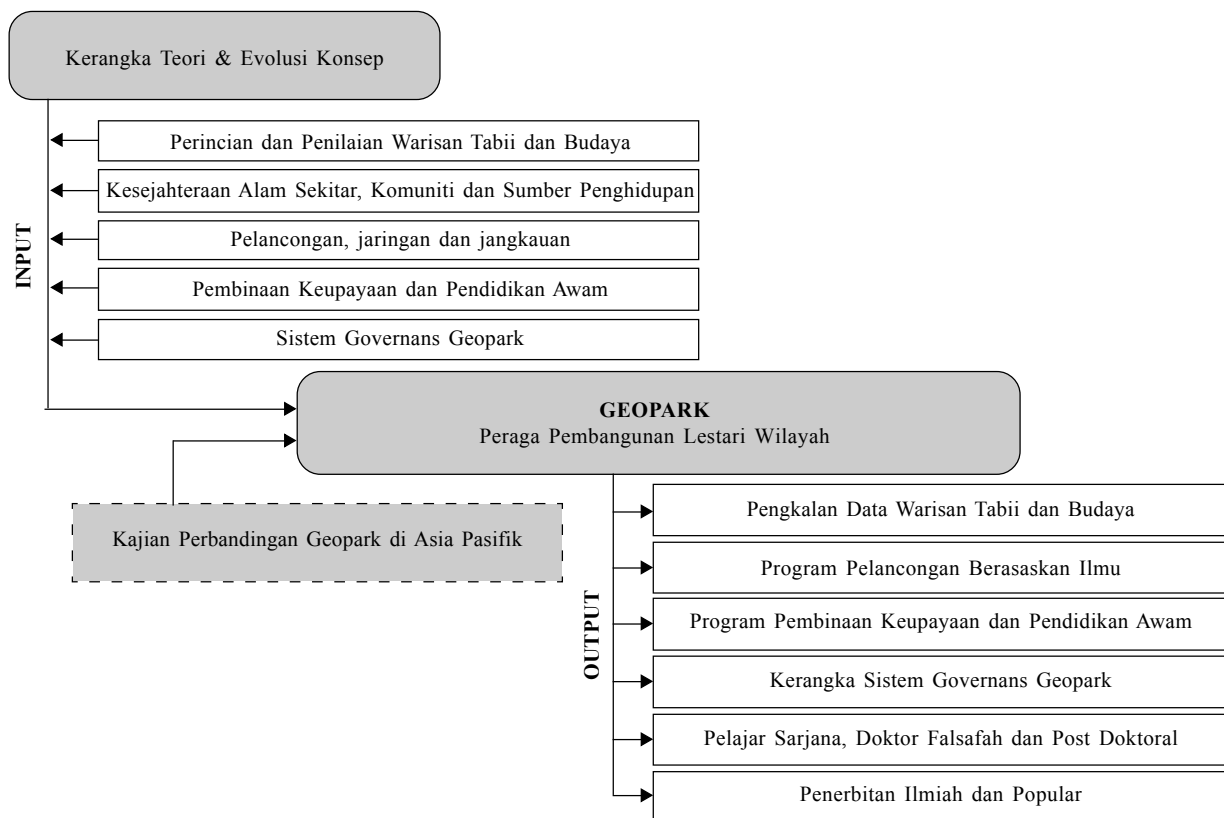 Kerangka Teori & Evolusi Konsep
Perincian dan Penilaian Warisan Tabii dan Budaya
Kesejahteraan Alam Sekitar, Komuniti dan Sumber Penghidupan
Pelancongan, jaringan dan jangkauan
Pembinaan Keupayaan dan Pendidikan Awam
Sistem Governans Geopark
INPUT
GEOPARK
Peraga Pembangunan Lestari Wilayah
Kajian Perbandingan Geopark di Asia Pasifik
OUTPUT
Pengkalan Data Warisan Tabii dan Budaya
Program Pelancongan Berasaskan Ilmu
Program Pembinaan Keupayaan dan Pendidikan Awam
Kerangka Sistem Governans Geopark
Pelajar Sarjana, Doktor Falsafah dan Post Doktoral
Penerbitan Ilmiah dan Popular